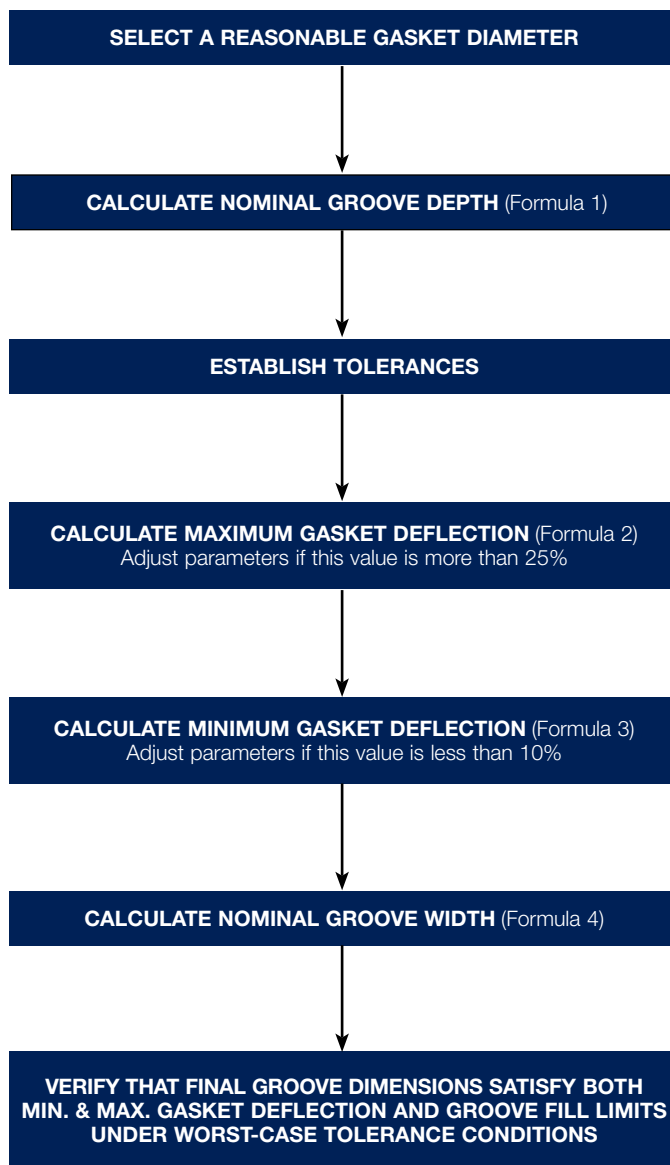 SELECT A REASONABLE GASKET DIAMETER
CALCULATE NOMINAL GROOVE DEPTH (Formula 1)
ESTABLISH TOLERANCES
CALCULATE MAXIMUM GASKET DEFLECTION (Formula 2)
Adjust parameters if this value is more than 25%
CALCULATE MINIMUM GASKET DEFLECTION (Formula 3)
Adjust parameters if this value is less than 10%
CALCULATE NOMINAL GROOVE WIDTH (Formula 4)
VERIFY THAT FINAL GROOVE DIMENSIONS SATISFY BOTH
MIN. & MAX. GASKET DEFLECTION AND GROOVE FILL LIMITS
UNDER WORST-CASE TOLERANCE CONDITIONS